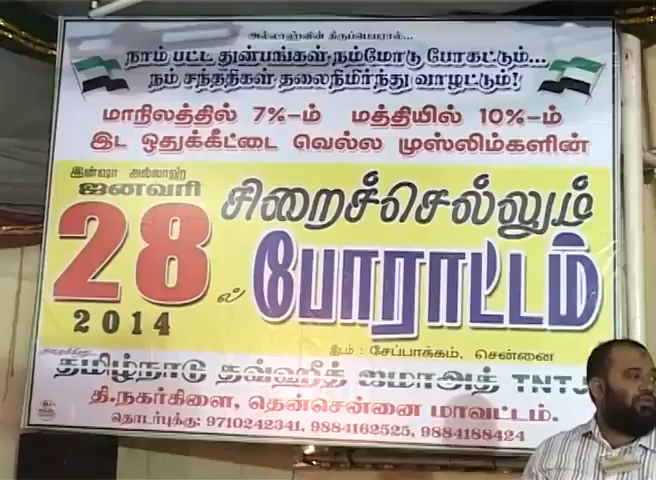 அல்லாஹ்வின் திருப்பெயரால்...
நாம் பட்ட துன்பங்கள் நம்மோடு போகட்டும்...
நம் சந்ததிகள் தலைநிமிர்ந்து வாழட்டும்!
மாநிலத்தில் 7%-ம் மத்தியில் 10%-ம்
இட ஒதுக்கீட்டை வெல்ல முஸ்லிம்களின்
இன்ஷா அல்லாஹ்
ஜனவரி
28 ல்
2014
சிறைச்செல்லும்
போராட்டம்
இடம் : சேப்பாக்கம், சென்னை
தமிழ்நாடு தவ்ஹீத் ஜமாஅத் TNTJ
தி.நகர்கிளை, தென்சென்னை மாவட்டம்.
தொடர்புக்கு: 9710242341, 9884162525, 9884188424